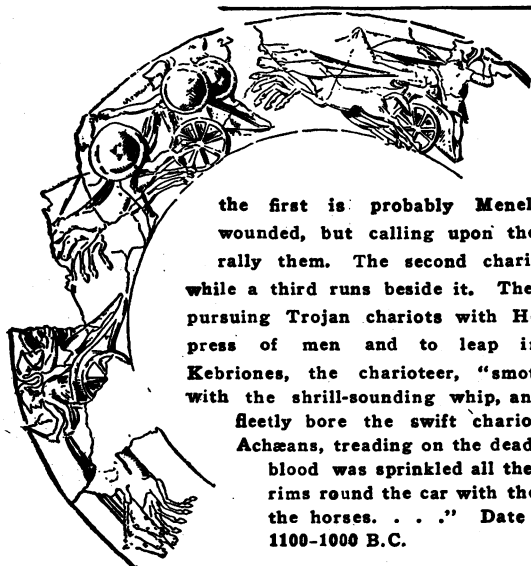 the first is probably Menel
wounded, but calling upon the
rally them. The second chari
while a third runs beside it. The
pursuing Trojan chariots with H
press of men and to leap i
Kebriones, the charioteer, "smot
with the shrill-sounding whip, an
fleetly bore the swift chario
Achæans, treading on the dead
blood was sprinkled all the
rims round the car with the
the horses. . . ." Date
1100-1000 B.C.